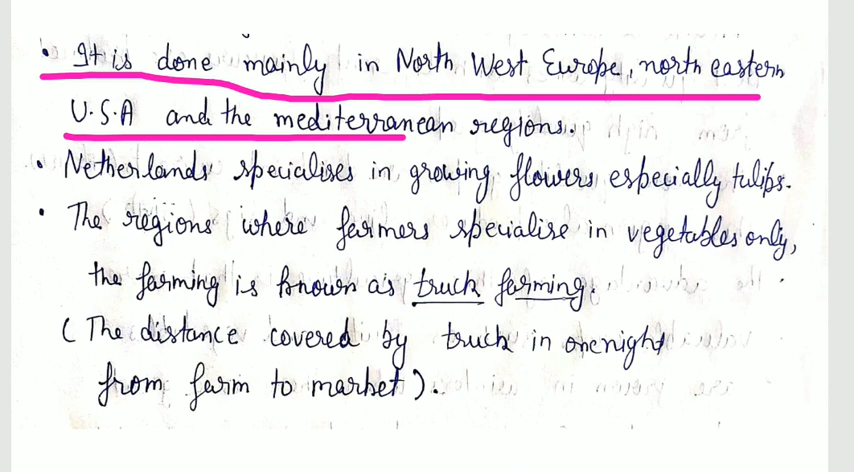 • It is done mainly in North West Europe, north eastern
U.S.A and the mediterranean regions.
• Netherlands specialises in growing flowers especially tulips.
• The regions where farmers specialise in vegetables only,
the farming is known as truck farming.
( The distance covered by truck in onenight
from farm to market ).